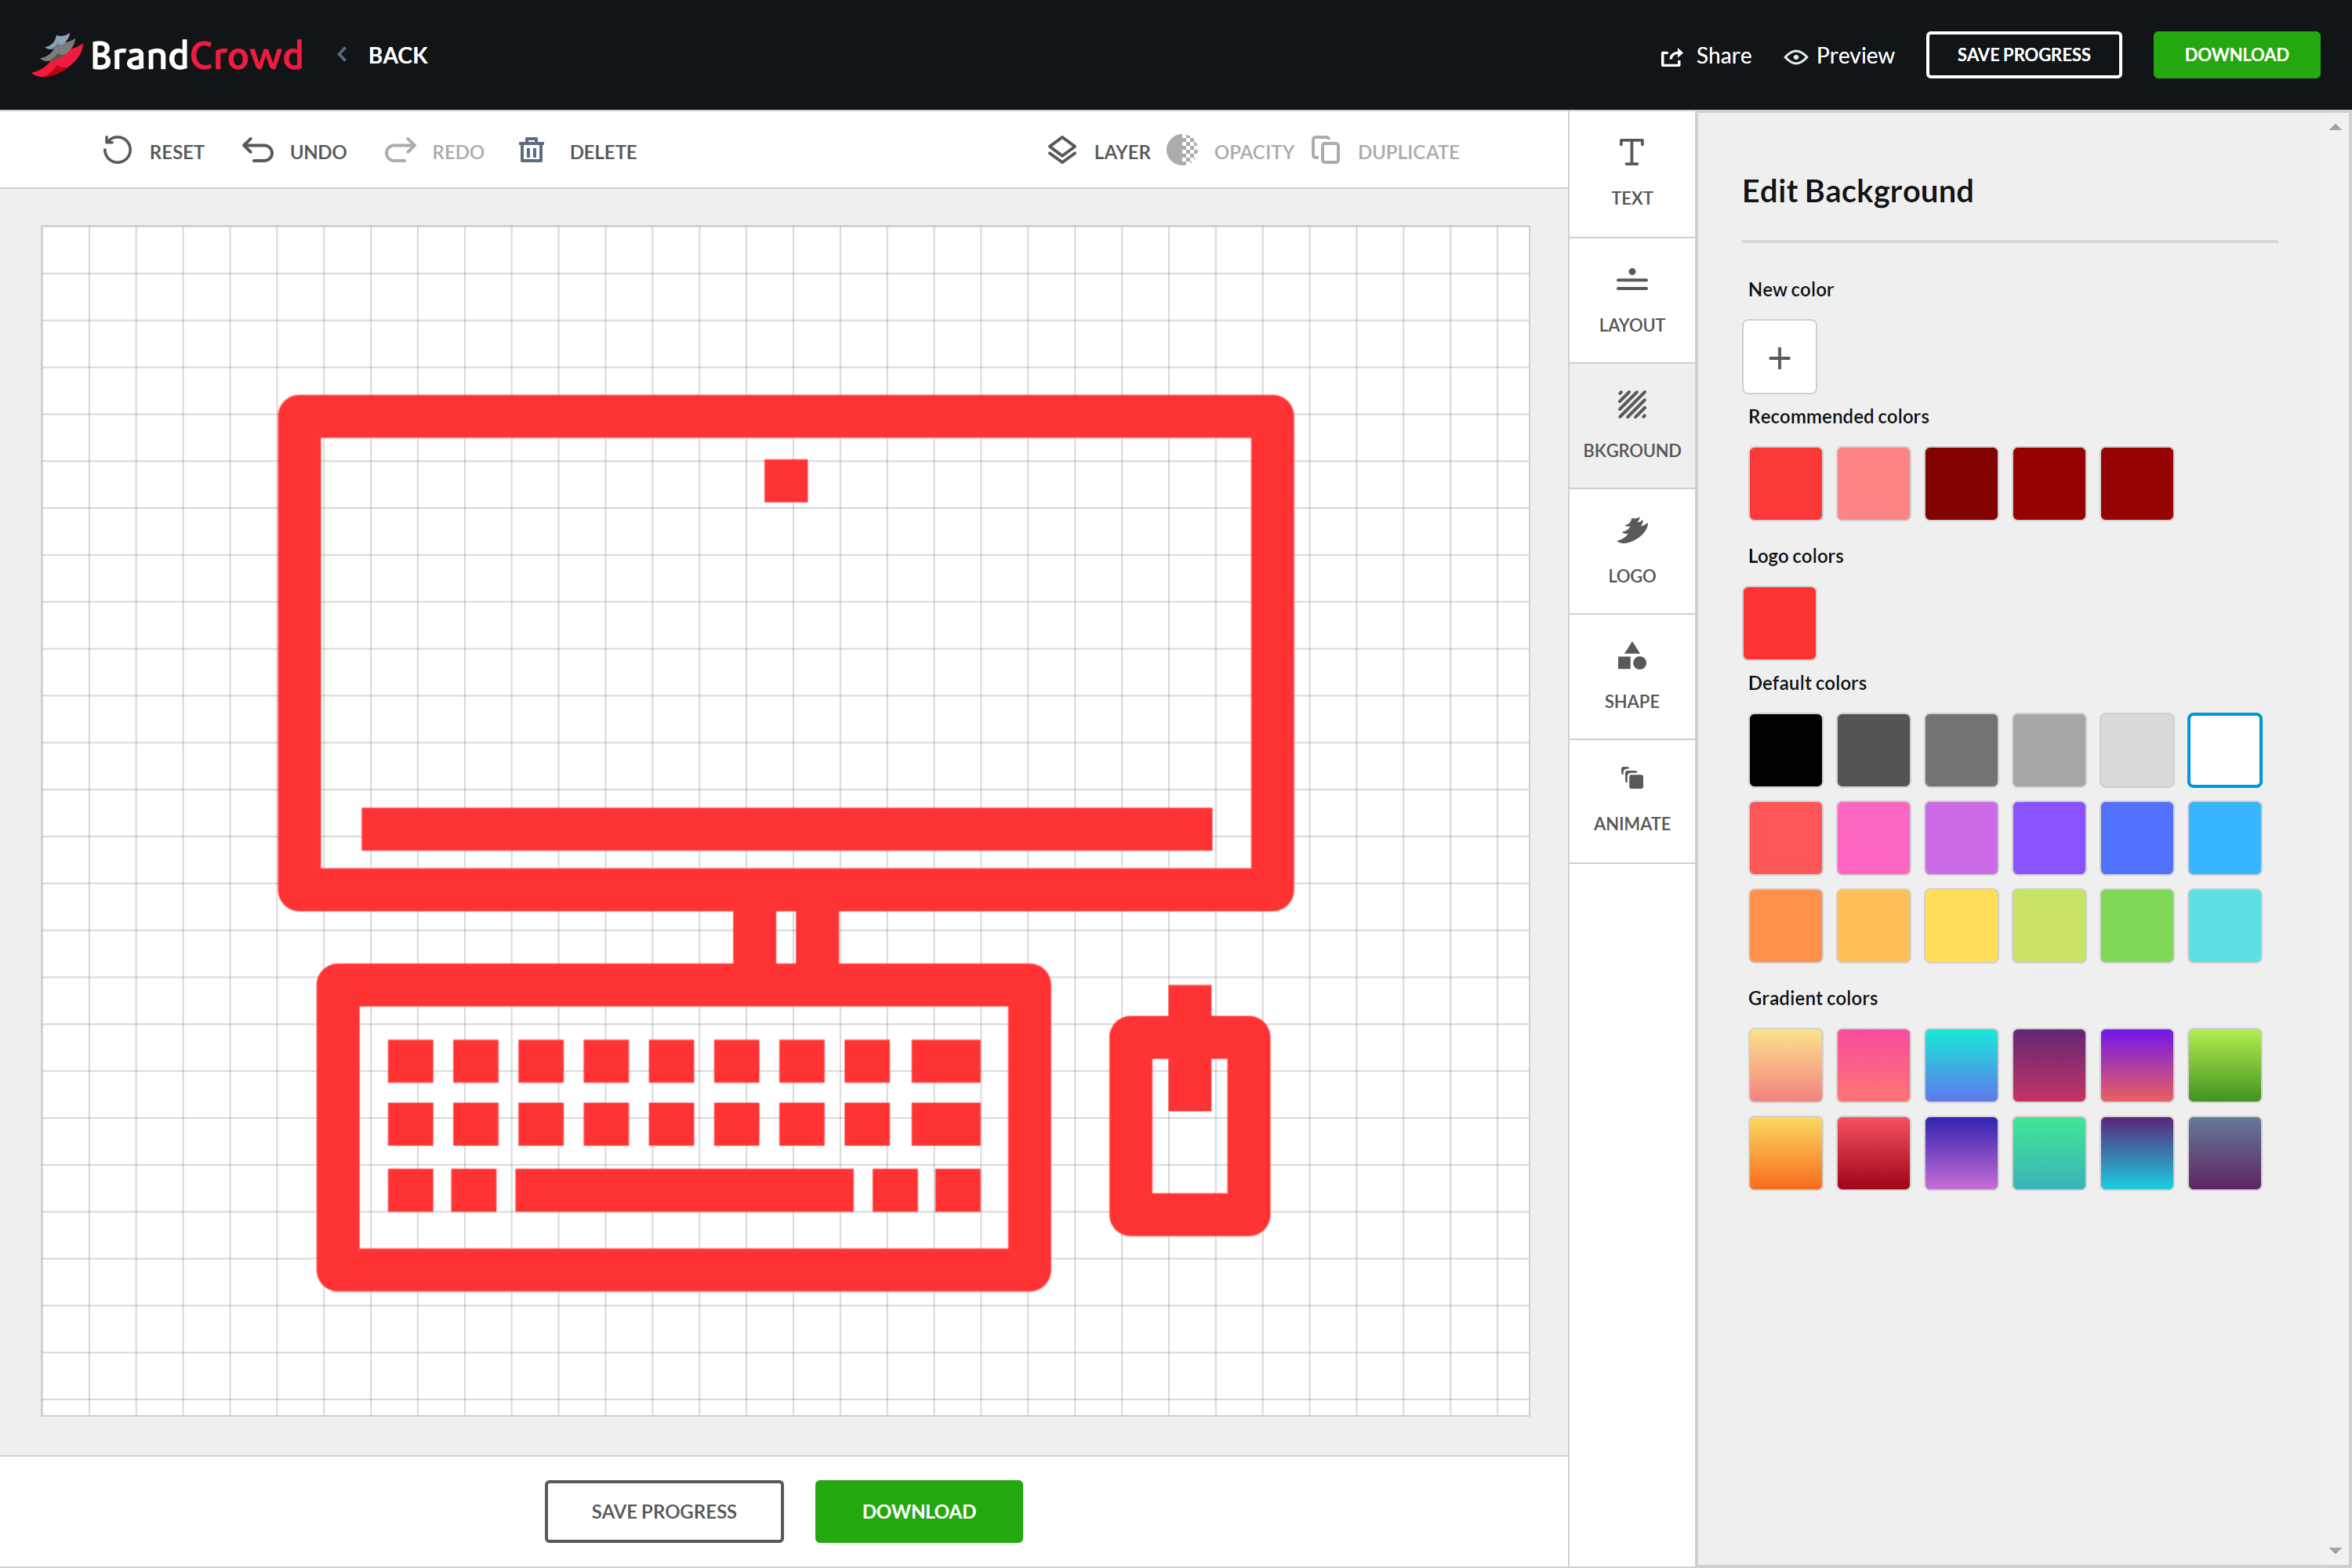 BrandCrowd
BACK
Share
Preview
SAVE PROGRESS
DOWNLOAD
RESET
UNDO
REDO
DELETE
LAYER
OPACITY
DUPLICATE
TEXT
LAYOUT
BKGROUND
LOGO
SHAPE
ANIMATE
Edit Background
New color
Recommended colors
Logo colors
Default colors
Gradient colors
SAVE PROGRESS
DOWNLOAD